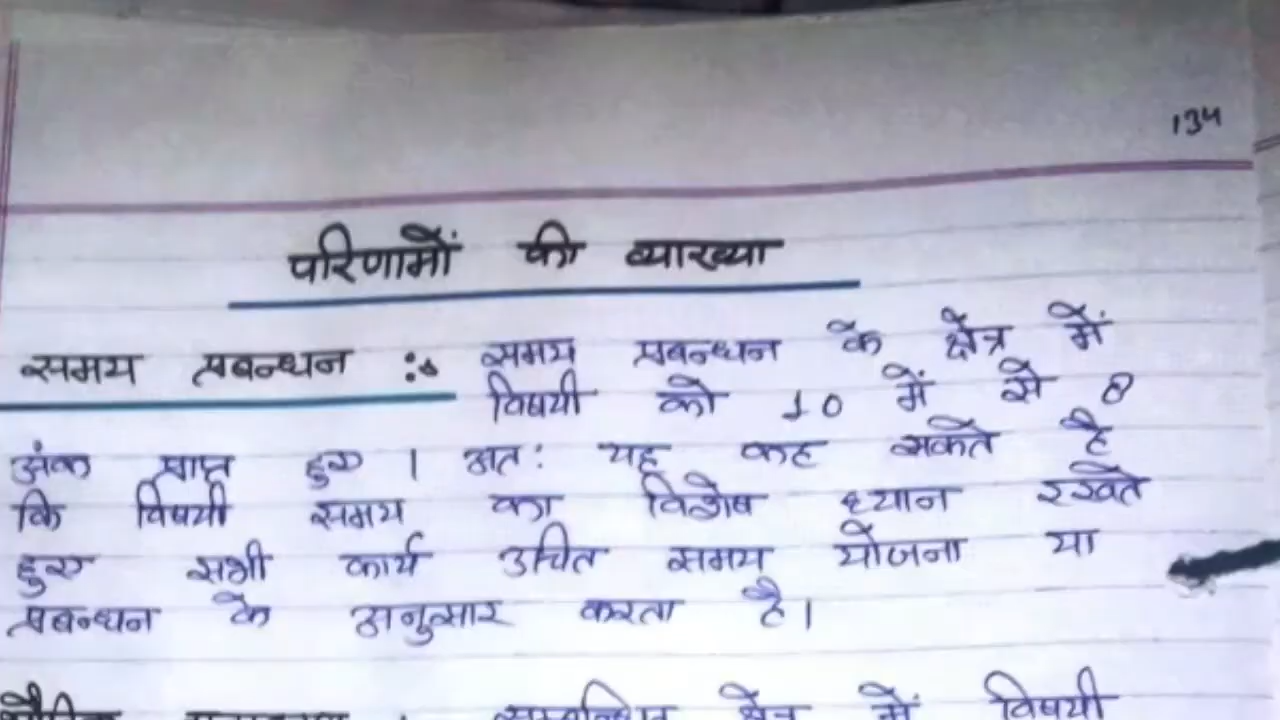 134
परिणामों की व्याख्या
समय प्रबन्धन :- समय प्रबन्धन के क्षेत्र में
विषयी को 10 में से 8
अंक प्राप्त हुए । अत: यह कह सकते है
कि विषयी समय का विशेष ध्यान रखते
हुए सभी कार्य उचित समय योजना या
प्रबन्धन के अनुसार करता है।
क्षेत्र में विषयी